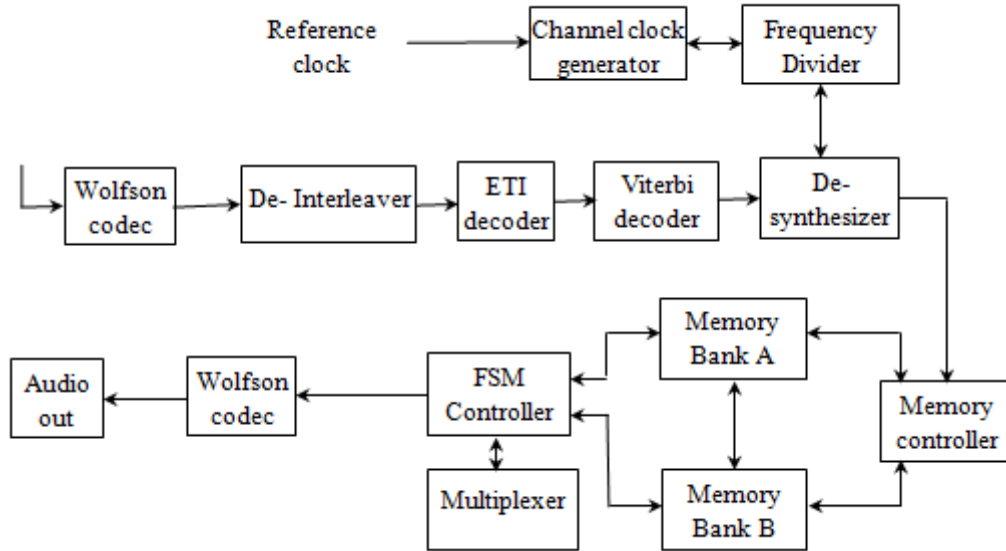 Reference
clock
Channel clock
generator
Frequency
Divider
Wolfson
codec
De- Interleaver
ETI
decoder
Viterbi
decoder
De-
synthesizer
Audio
out
Wolfson
codec
FSM
Controller
Multiplexer
Memory
Bank A
Memory
Bank B
Memory
controller